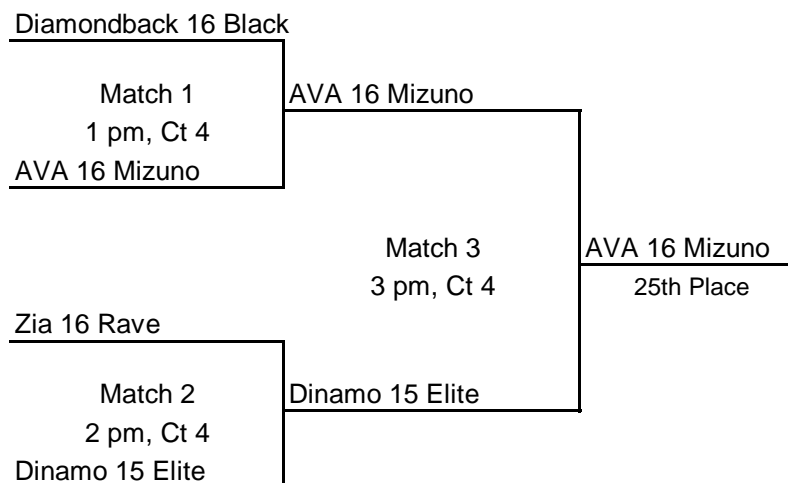 Diamondback 16 Black
Match 1
AVA 16 Mizuno
1 pm, Ct 4
AVA 16 Mizuno
Match 3
AVA 16 Mizuno
3 pm, Ct 4
25th Place
Zia 16 Rave
Match 2
Dinamo 15 Elite
2 pm, Ct 4
Dinamo 15 Elite